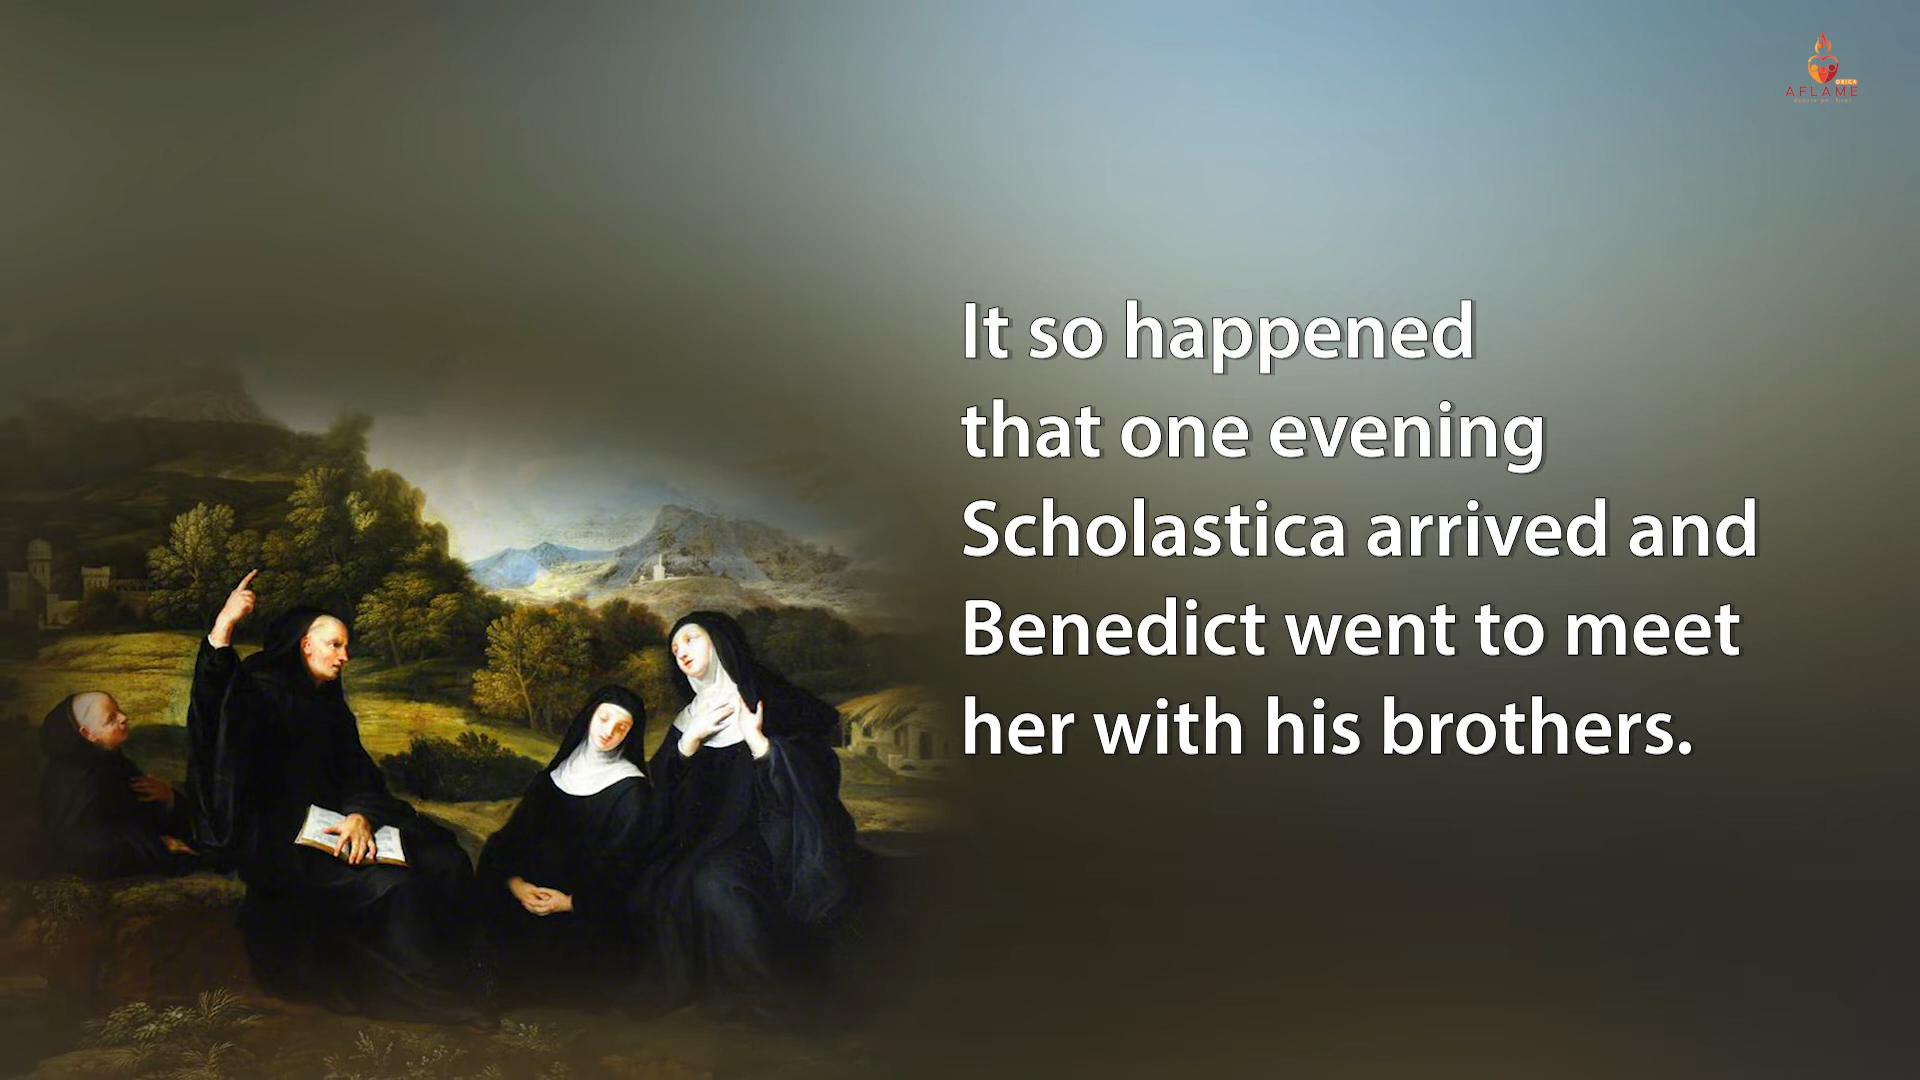 AFLAME
It so happened
that one evening
Scholastica arrived and
Benedict went to meet
her with his brothers.